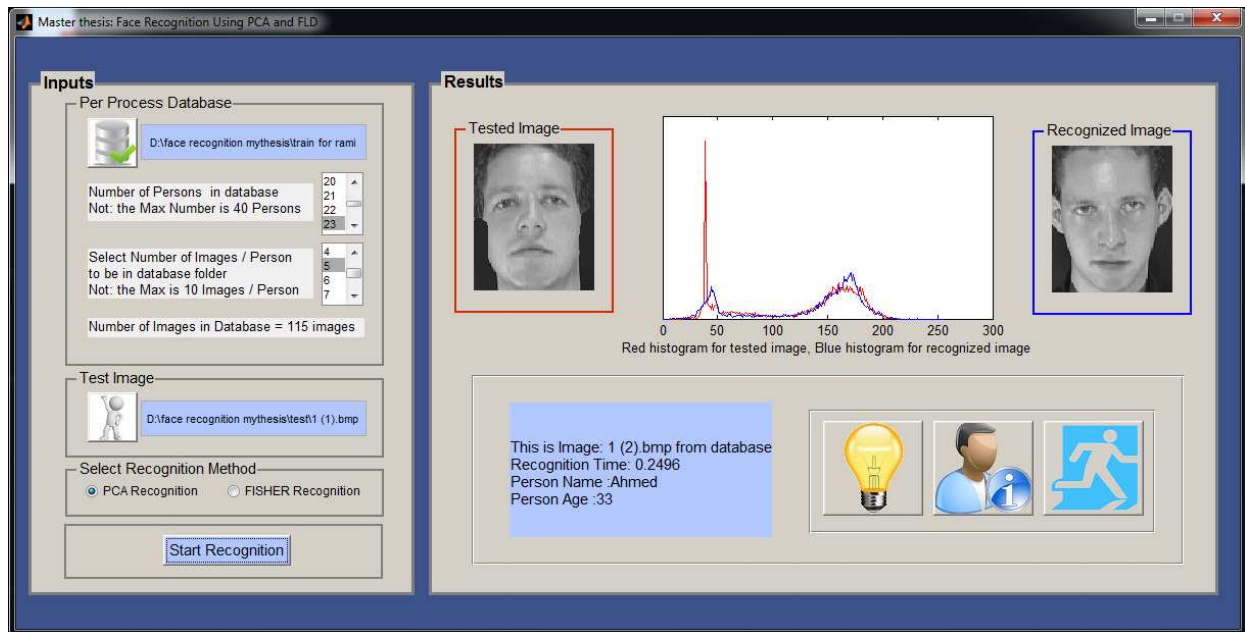 Master thesis: Face Recognition Using PCA and FLD
Inputs
Per Process Database
D:\face recognition mythesis\train for rami
Number of Persons in database
Not: the Max Number is 40 Persons
20
21
22
23
Select Number of Images / Person
to be in database folder
Not: the Max is 10 Images / Person
4
5
6
7
Number of Images in Database = 115 images
Test Image
D:\face recognition mythesis\test\1 (1).bmp
Select Recognition Method
PCA Recognition FISHER Recognition
Start Recognition
Results
Tested Image
0 50 100 150 200 250 300
Red histogram for tested image, Blue histogram for recognized image
Recognized Image
This is Image: 1 (2).bmp from database
Recognition Time: 0.2496
Person Name :Ahmed
Person Age :33